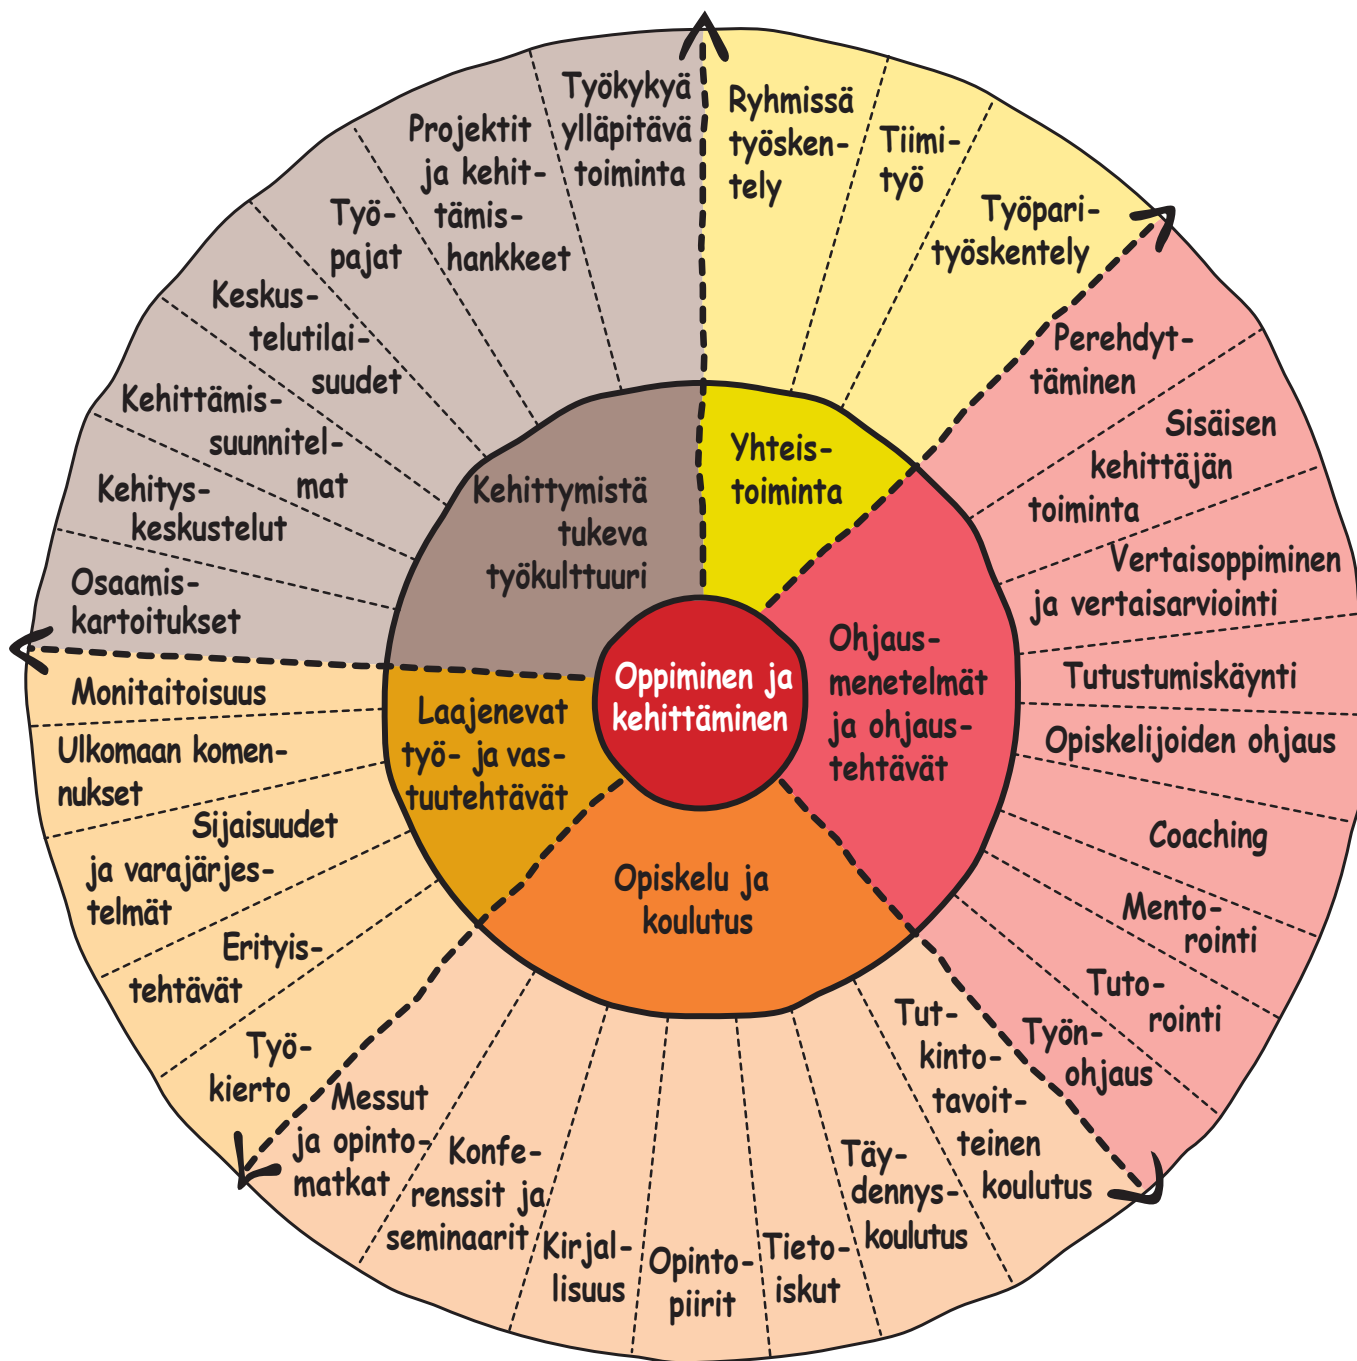 Oppiminen ja
kehittäminen
Yhteis-
toiminta
Ryhmissä
työsken-
tely
Tiimi-
työ
Työpari-
työskentely
Ohjaus-
menetelmät
ja ohjaus-
tehtävät
Perehdyt-
täminen
Sisäisen
kehittäjän
toiminta
Vertaisoppiminen
ja vertaisarviointi
Tutustumiskäynti
Opiskelijoiden ohjaus
Coaching
Mento-
rointi
Tuto-
rointi
Työn-
ohjaus
Opiskelu ja
koulutus
Tut-
kinto-
tavoit-
teinen
koulutus
Täy-
dennys-
koulutus
Tieto-
iskut
Opinto-
piirit
Kirjal-
lisuus
Konfe-
renssit ja
seminaarit
Messut
ja opinto-
matkat
Laajenevat
työ- ja vas-
tuutehtävät
Työ-
kierto
Erityis-
tehtävät
Sijaisuudet
ja varajärjes-
telmät
Ulkomaan komen-
nukset
Monitaitoisuus
Kehittymistä
tukeva
työkulttuuri
Osaamis-
kartoitukset
Kehitys-
keskustelut
Kehittämis-
suunnitel-
mat
Keskus-
telutilai-
suudet
Työ-
pajat
Projektit
ja kehit-
tämis-
hankkeet
Työkykyä
ylläpitävä
toiminta